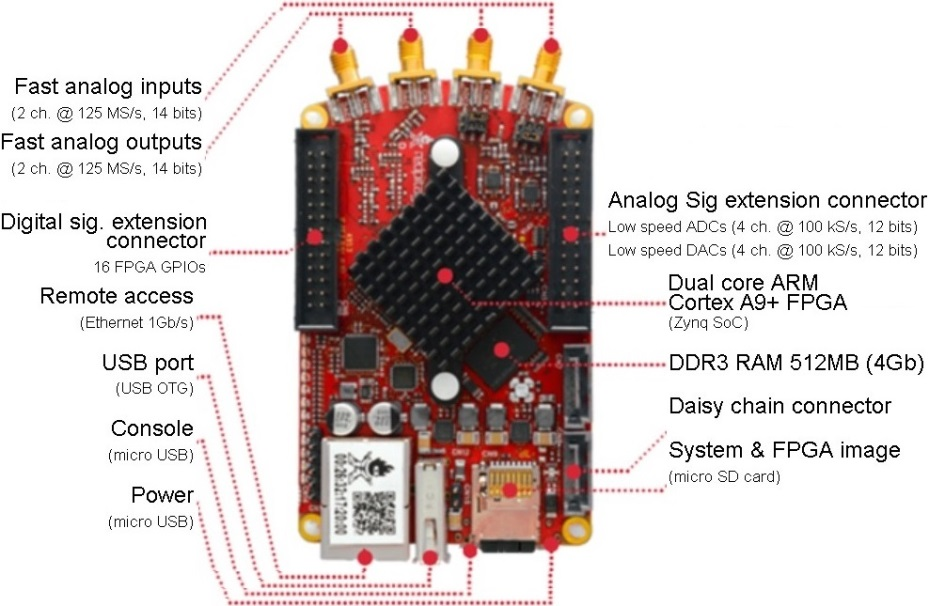 Fast analog inputs
(2 ch. @ 125 MS/s, 14 bits)
Fast analog outputs
(2 ch. @ 125 MS/s, 14 bits)
Digital sig. extension
connector
16 FPGA GPIOs
Remote access
(Ethernet 1Gb/s)
USB port
(USB OTG)
Console
(micro USB)
Power
(micro USB)
Analog Sig extension connector
Low speed ADCs (4 ch. @ 100 kS/s, 12 bits)
Low speed DACs (4 ch. @ 100 kS/s, 12 bits)
Dual core ARM
Cortex A9+ FPGA
(Zynq SoC)
DDR3 RAM 512MB (4Gb)
Daisy chain connector
System & FPGA image
(micro SD card)